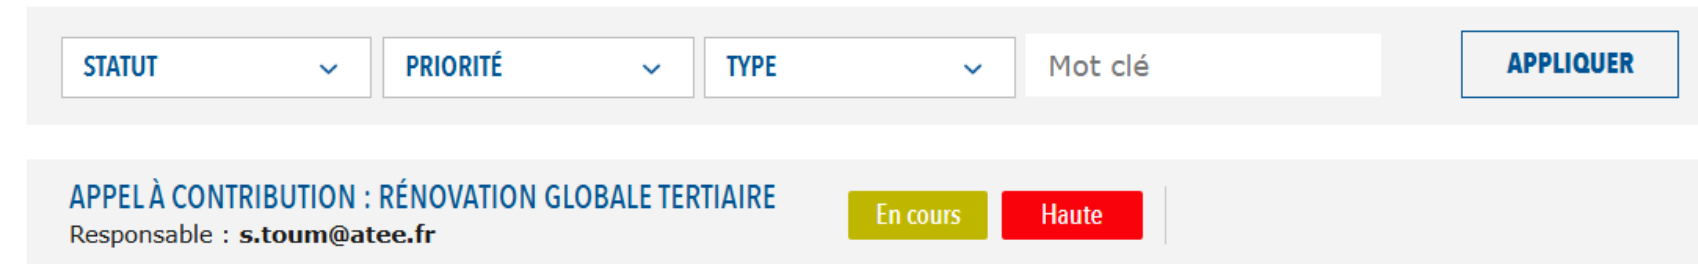 STATUT PRIORITÉ TYPE Mot clé APPLIQUER
APPEL À CONTRIBUTION : RÉNOVATION GLOBALE TERTIAIRE En cours Haute
Responsable : s.toum@atee.fr